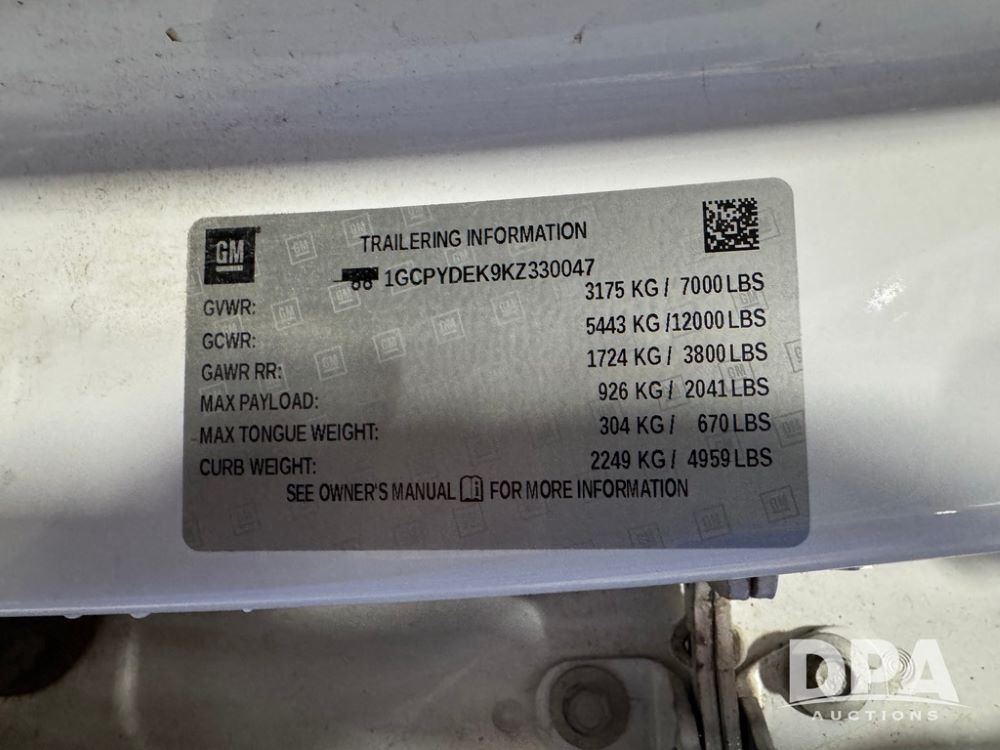 GM
TRAILERING INFORMATION
1GCPYDEK9KZ330047
GVWR: 3175 KG / 7000 LBS
GCWR: 5443 KG /12000 LBS
GAWR RR: 1724 KG / 3800 LBS
MAX PAYLOAD: 926 KG / 2041 LBS
MAX TONGUE WEIGHT: 304 KG / 670 LBS
CURB WEIGHT: 2249 KG / 4959 LBS
SEE OWNER'S MANUAL FOR MORE INFORMATION
DPA
AUCTIONS